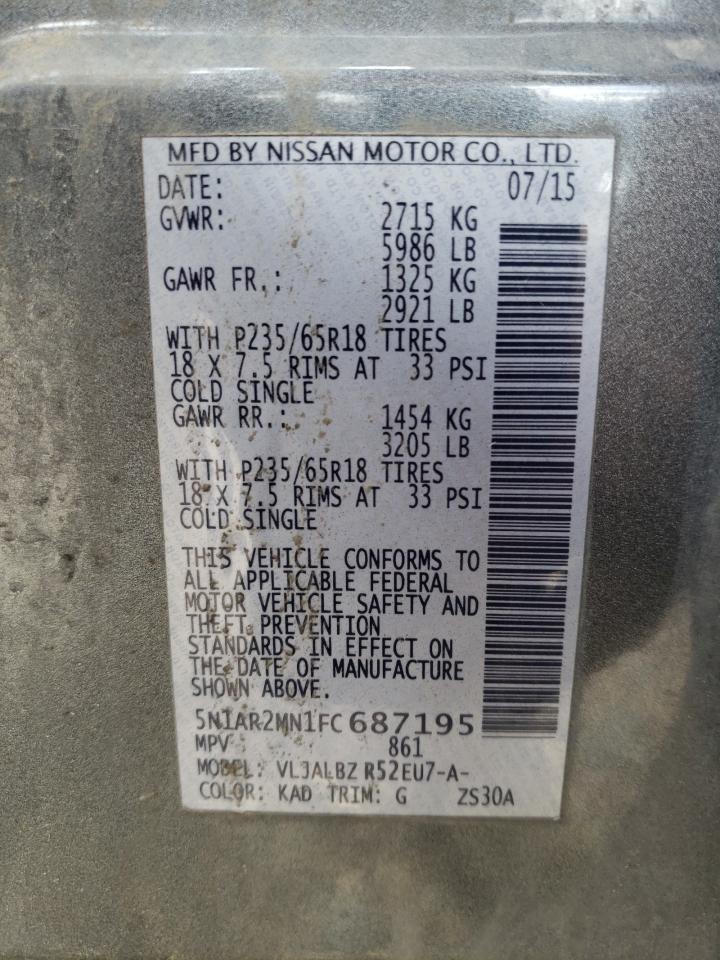 MFD BY NISSAN MOTOR CO., LTD.
DATE: 07/15
GVWR: 2715 KG
5986 LB
GAWR FR.: 1325 KG
2921 LB
WITH P235/65R18 TIRES
18 X 7.5 RIMS AT 33 PSI
COLD SINGLE
GAWR RR.: 1454 KG
3205 LB
WITH P235/65R18 TIRES
18 X 7.5 RIMS AT 33 PSI
COLD SINGLE
THIS VEHICLE CONFORMS TO
ALL APPLICABLE FEDERAL
MOTOR VEHICLE SAFETY AND
THEFT PREVENTION
STANDARDS IN EFFECT ON
THE DATE OF MANUFACTURE
SHOWN ABOVE.
5N1AR2MN1FC687195
MPV 861
MODEL: VLJALBZ R52EU7-A-
COLOR: KAD TRIM: G ZS30A